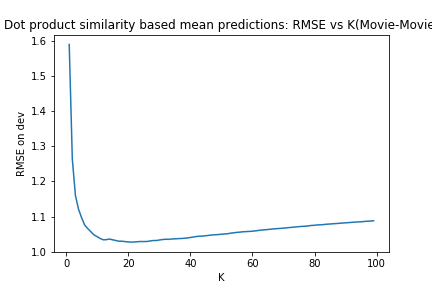 Dot product similarity based mean predictions: RMSE vs K(Movie-Movie
1.6
1.5
1.4
1.3
1.2
1.1
1.0
RMSE on dev
0 20 40 60 80 100
K